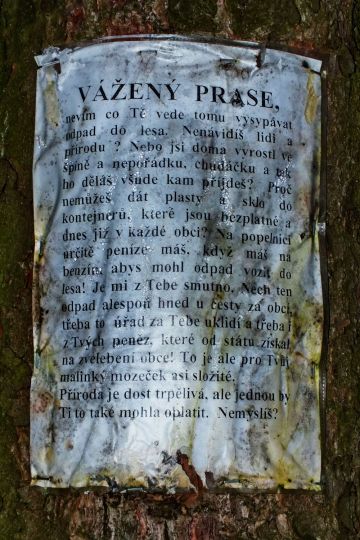 VÁŽENÝ PRASE,
nevím co Tě vede tomu vysypávat
odpad do lesa. Nenávidíš lidi a
přírodu ? Nebo jsi doma vyrostl ve
špíně a nepořádku, chudáčku a tak
ho děláš všude kam přijdeš? Proč
nemůžeš dát plasty a sklo do
kontejnerů, které jsou bezplatné a
dnes již v každé obci? Na popelnici
určitě peníze máš, když máš na
benzín, abys mohl odpad vozit do
lesa! Je mi z Tebe smutno. Nech ten
odpad alespoň hned u cesty za obcí,
třeba to úřad za Tebe uklidí a třeba i
z Tvých peněz, které od státu získal
na zvelebení obce! To je ale pro Tvůj
malinký mozeček asi složité.
Příroda je dost trpělivá, ale jednou by
Ti to také mohla oplatit. Nemyslíš?